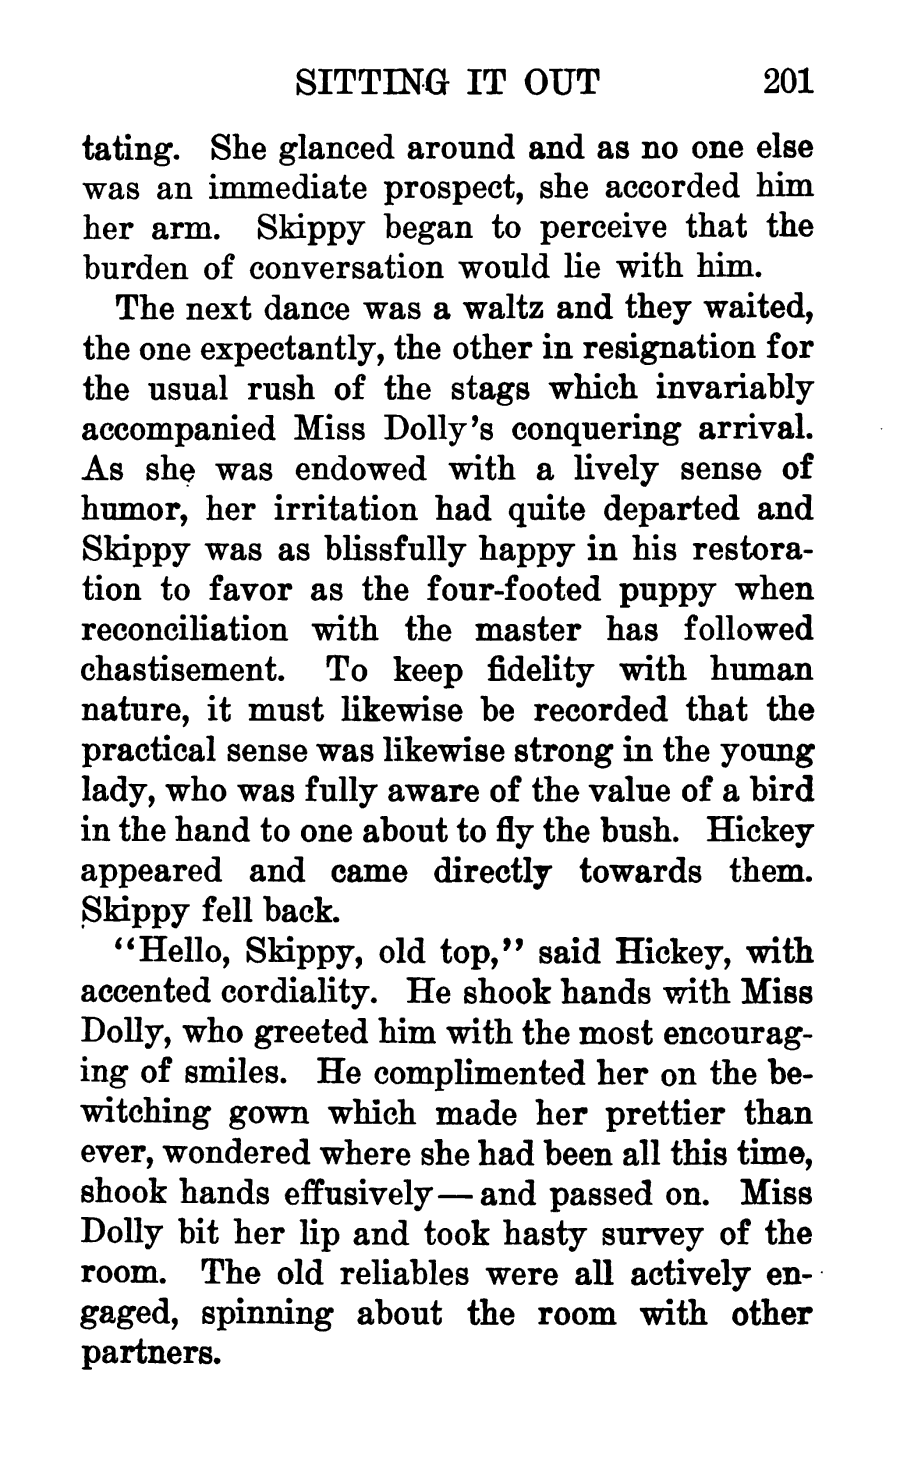 SITTING IT OUT 201
tating. She glanced around and as no one else
was an immediate prospect, she accorded him
her arm. Skippy began to perceive that the
burden of conversation would lie with him.
The next dance was a waltz and they waited,
the one expectantly, the other in resignation for
the usual rush of the stags which invariably
accompanied Miss Dolly's conquering arrival.
As she was endowed with a lively sense of
humor, her irritation had quite departed and
Skippy was as blissfully happy in his restora-
tion to favor as the four-footed puppy when
reconciliation with the master has followed
chastisement. To keep fidelity with human
nature, it must likewise be recorded that the
practical sense was likewise strong in the young
lady, who was fully aware of the value of a bird
in the hand to one about to fly the bush. Hickey
appeared and came directly towards them.
Skippy fell back.
"Hello, Skippy, old top," said Hickey, with
accented cordiality. He shook hands with Miss
Dolly, who greeted him with the most encourag-
ing of smiles. He complimented her on the be-
witching gown which made her prettier than
ever, wondered where she had been all this time,
shook hands effusively—and passed on. Miss
Dolly bit her lip and took hasty survey of the
room. The old reliables were all actively en-
gaged, spinning about the room with other
partners.